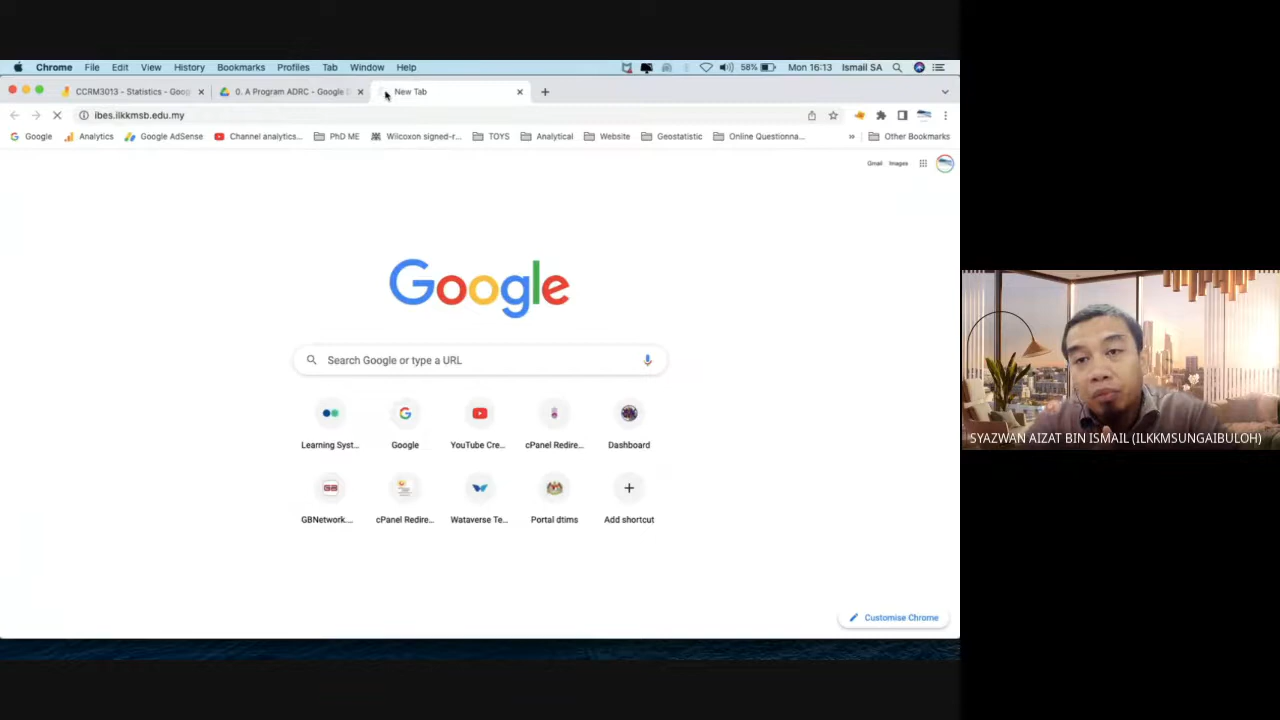 Chrome File Edit View History Bookmarks Profiles Tab Window Help 58% Mon 16:13 Ismail SA
CCRM3013 - Statistics - Goog 0. A Program ADRC - Google D New Tab
ibes.ilkkmsb.edu.my
Google Analytics Google AdSense Channel analytics... PhD ME Wilcoxon signed-r... TOYS Analytical Website Geostatistic Online Questionna... » Other Bookmarks
Gmail Images
Google
Search Google or type a URL
Learning Syst... Google YouTube Cre... cPanel Redire... Dashboard
GBNetwork.... cPanel Redire... Wataverse Te... Portal dtims Add shortcut
Customise Chrome
SYAZWAN AIZAT BIN ISMAIL (ILKKMSUNGAIBULOH)